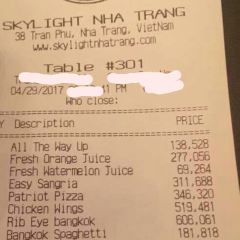 SKYLIGHT NHA TRANG
38 Tran Phu, Nha Trang, VietNam
www.skylightnhatrang.com
Table #301
04/29/2017 41 PM
Who close:
Y Description PRICE
All The Way Up 138,528
Fresh Orange Juice 277,056
Fresh Watermelon Juice 69,264
Easy Sangria 311,688
Patriot Pizza 346,320
Chicken Wings 519,481
Rib Eye bangkok 606,061
Bangkok Spaghetti 181,818